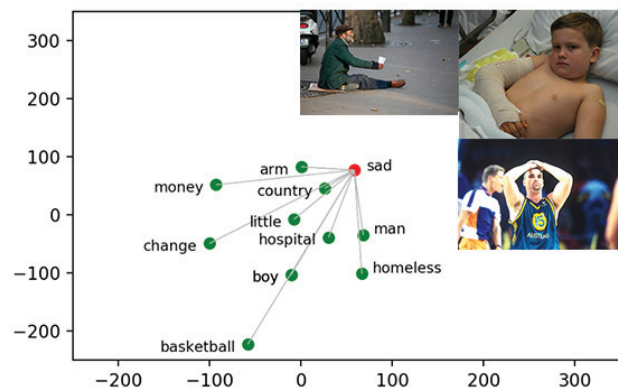 300
200
100
0
−100
−200
−200
−100
0
100
200
300
arm
sad
money
country
little
hospital
man
change
boy
homeless
basketball
15